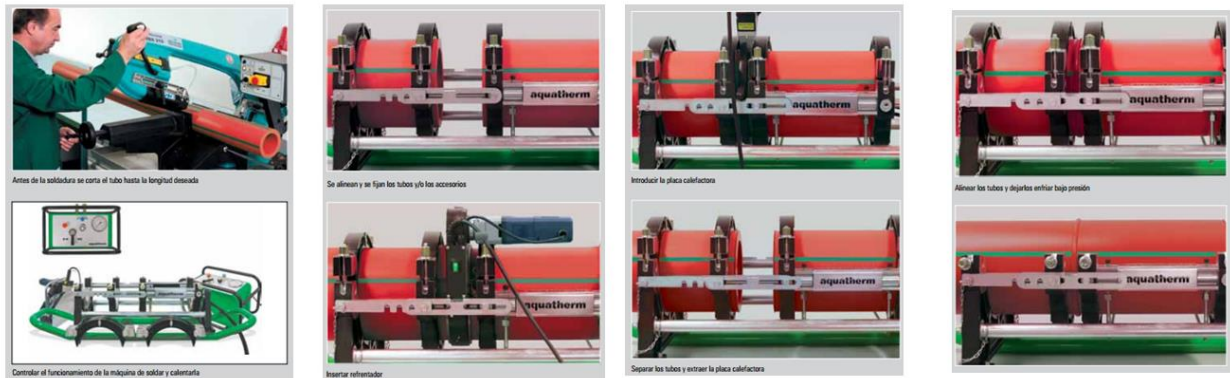 Antes de la soldadura se corta el tubo hasta la longitud deseada
Controlar el funcionamiento de la máquina de soldar y calentarla
aquatherm
Se alinean y se fijan los tubos y/o los accesorios
aquatherm
Insertar refrentador
aquatherm
Introducir la placa calefactora
aquatherm
Separar los tubos y extraer la placa calefactora
aquatherm
Alinear los tubos y dejarlos enfriar bajo presión
aquatherm